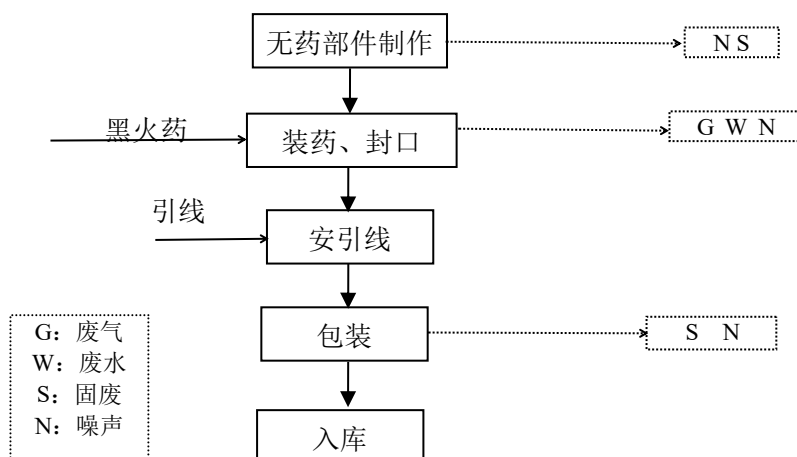 无药部件制作
N S
黑火药
装药、封口
G W N
引线
安引线
包装
S N
G：废气
W：废水
S：固废
N：噪声
入库